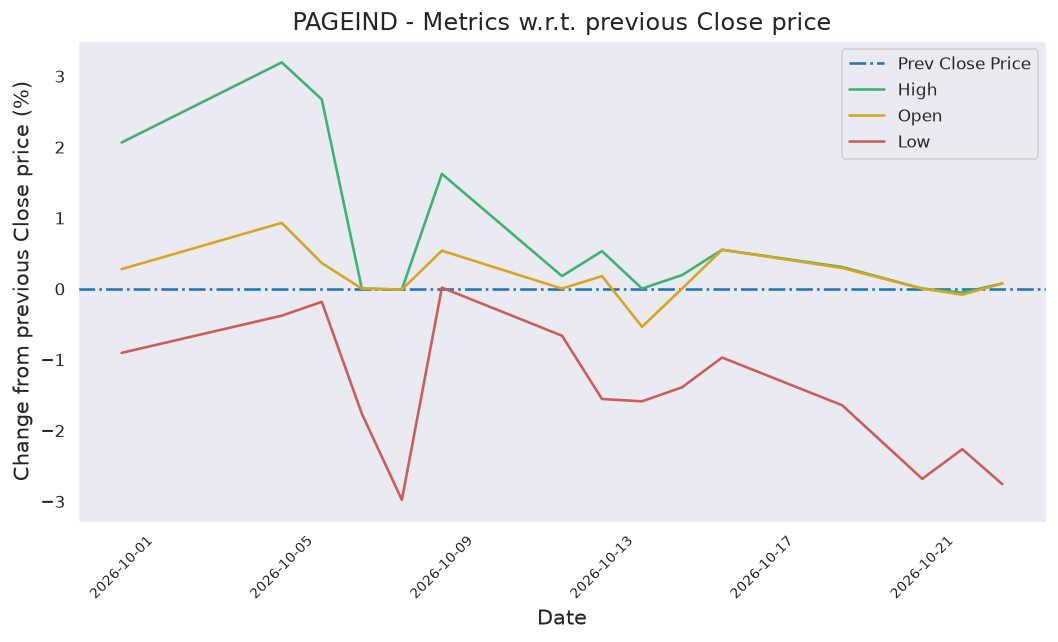 PAGEIND - Metrics w.r.t. previous Close price
Change from previous Close price (%)
3
2
1
0
−1
−2
−3
Prev Close Price
High
Open
Low
2026-10-01
2026-10-05
2026-10-09
2026-10-13
2026-10-17
2026-10-21
Date